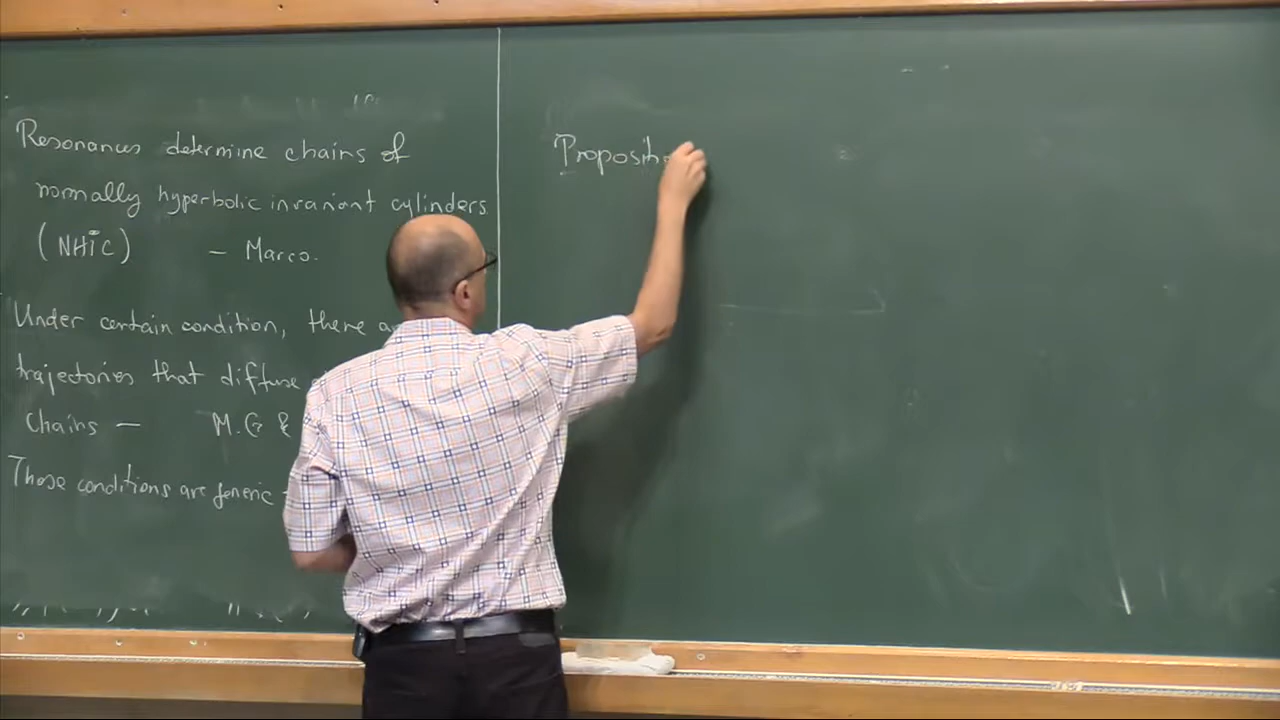 Resonances determine chains of
normally hyperbolic invariant cylinders
(NHIC) - Marco.
Under certain condition, there
trajectories that diffuse
chains — M.G &
Those conditions are generic -
Propositi